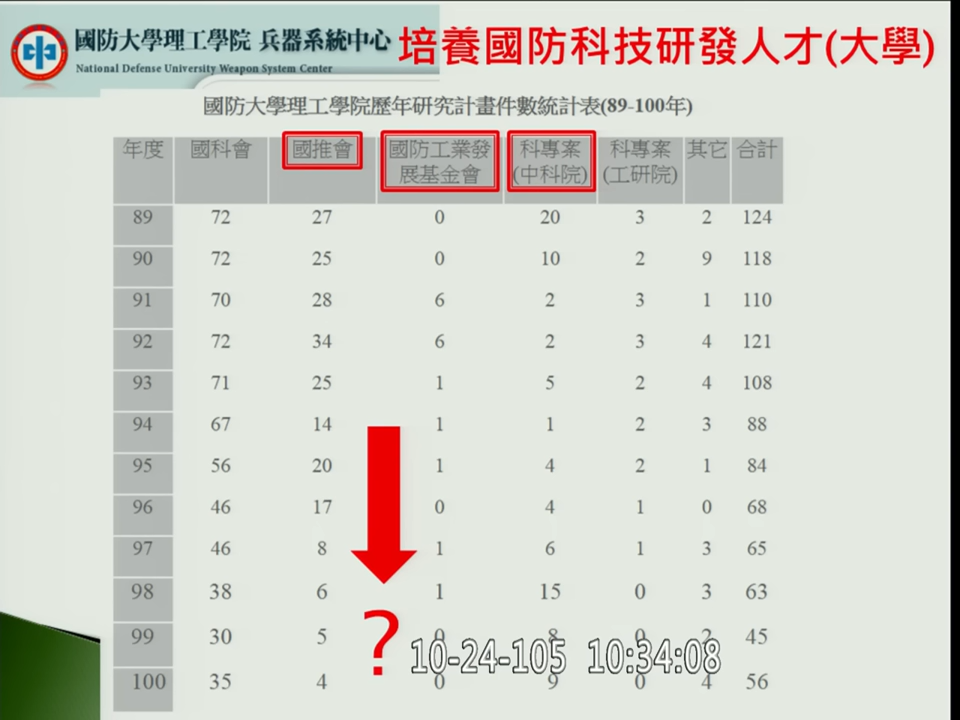 國防大學理工學院 兵器系統中心
National Defense University Weapon System Center
培養國防科技研發人才(大學)
國防大學理工學院歷年研究計畫件數統計表(89-100年)
年度 國科會 國推會 國防工業發展基金會 科專案(中科院) 科專案(工研院) 其它 合計
89 72 27 0 20 3 2 124
90 72 25 0 10 2 9 118
91 70 28 6 2 3 1 110
92 72 34 6 2 3 4 121
93 71 25 1 5 2 4 108
94 67 14 1 1 2 3 88
95 56 20 1 4 2 1 84
96 46 17 0 4 1 0 68
97 46 8 1 6 1 3 65
98 38 6 1 15 0 3 63
99 30 5 0 8 0 2 45
?
10-24-105 10:34:08
100 35 4 0 9 0 4 56